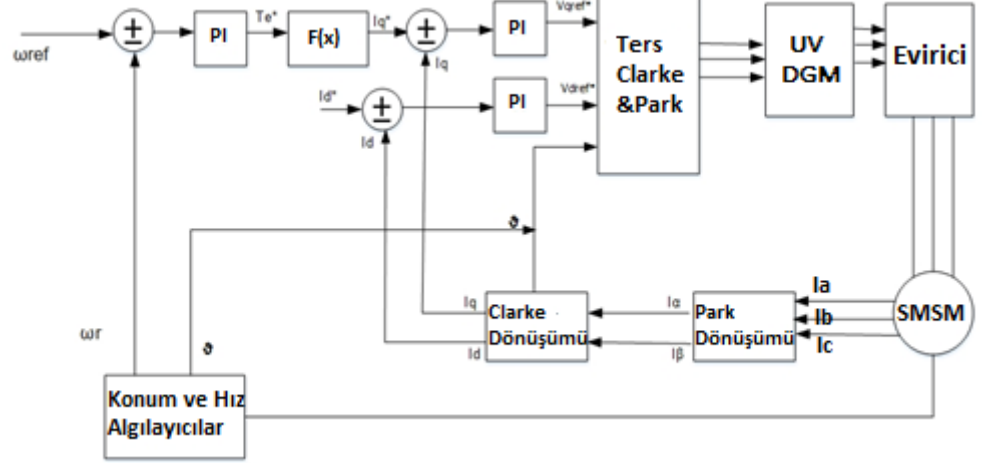 ωref
±
PI
Te*
F(x)
Iq*
±
Iq
PI
Vqref*
Id*
±
Id
PI
Vdref*
Ters
Clarke
&Park
UV
DGM
Evirici
ϑ
Iq
Id
Clarke
Dönüşümü
Iα
Iβ
Park
Dönüşümü
Ia
Ib
Ic
SMSM
ωr
ϑ
Konum ve Hız
Algılayıcılar